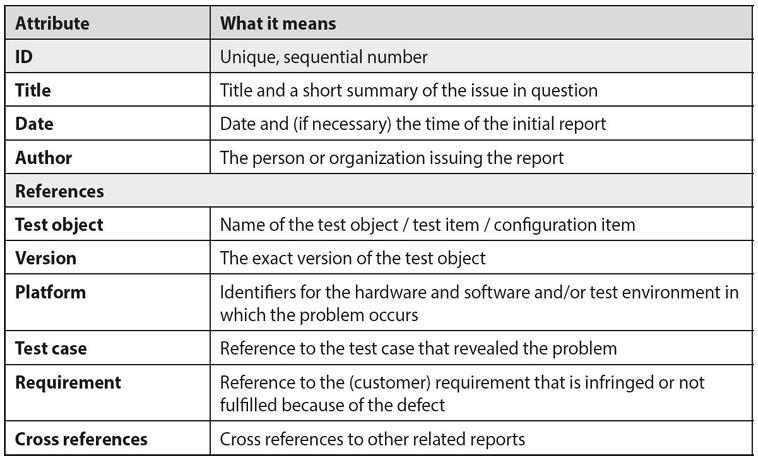 Attribute What it means
ID Unique, sequential number
Title Title and a short summary of the issue in question
Date Date and (if necessary) the time of the initial report
Author The person or organization issuing the report
References
Test object Name of the test object / test item / configuration item
Version The exact version of the test object
Platform Identifiers for the hardware and software and/or test environment in
which the problem occurs
Test case Reference to the test case that revealed the problem
Requirement Reference to the (customer) requirement that is infringed or not
fulfilled because of the defect
Cross references Cross references to other related reports